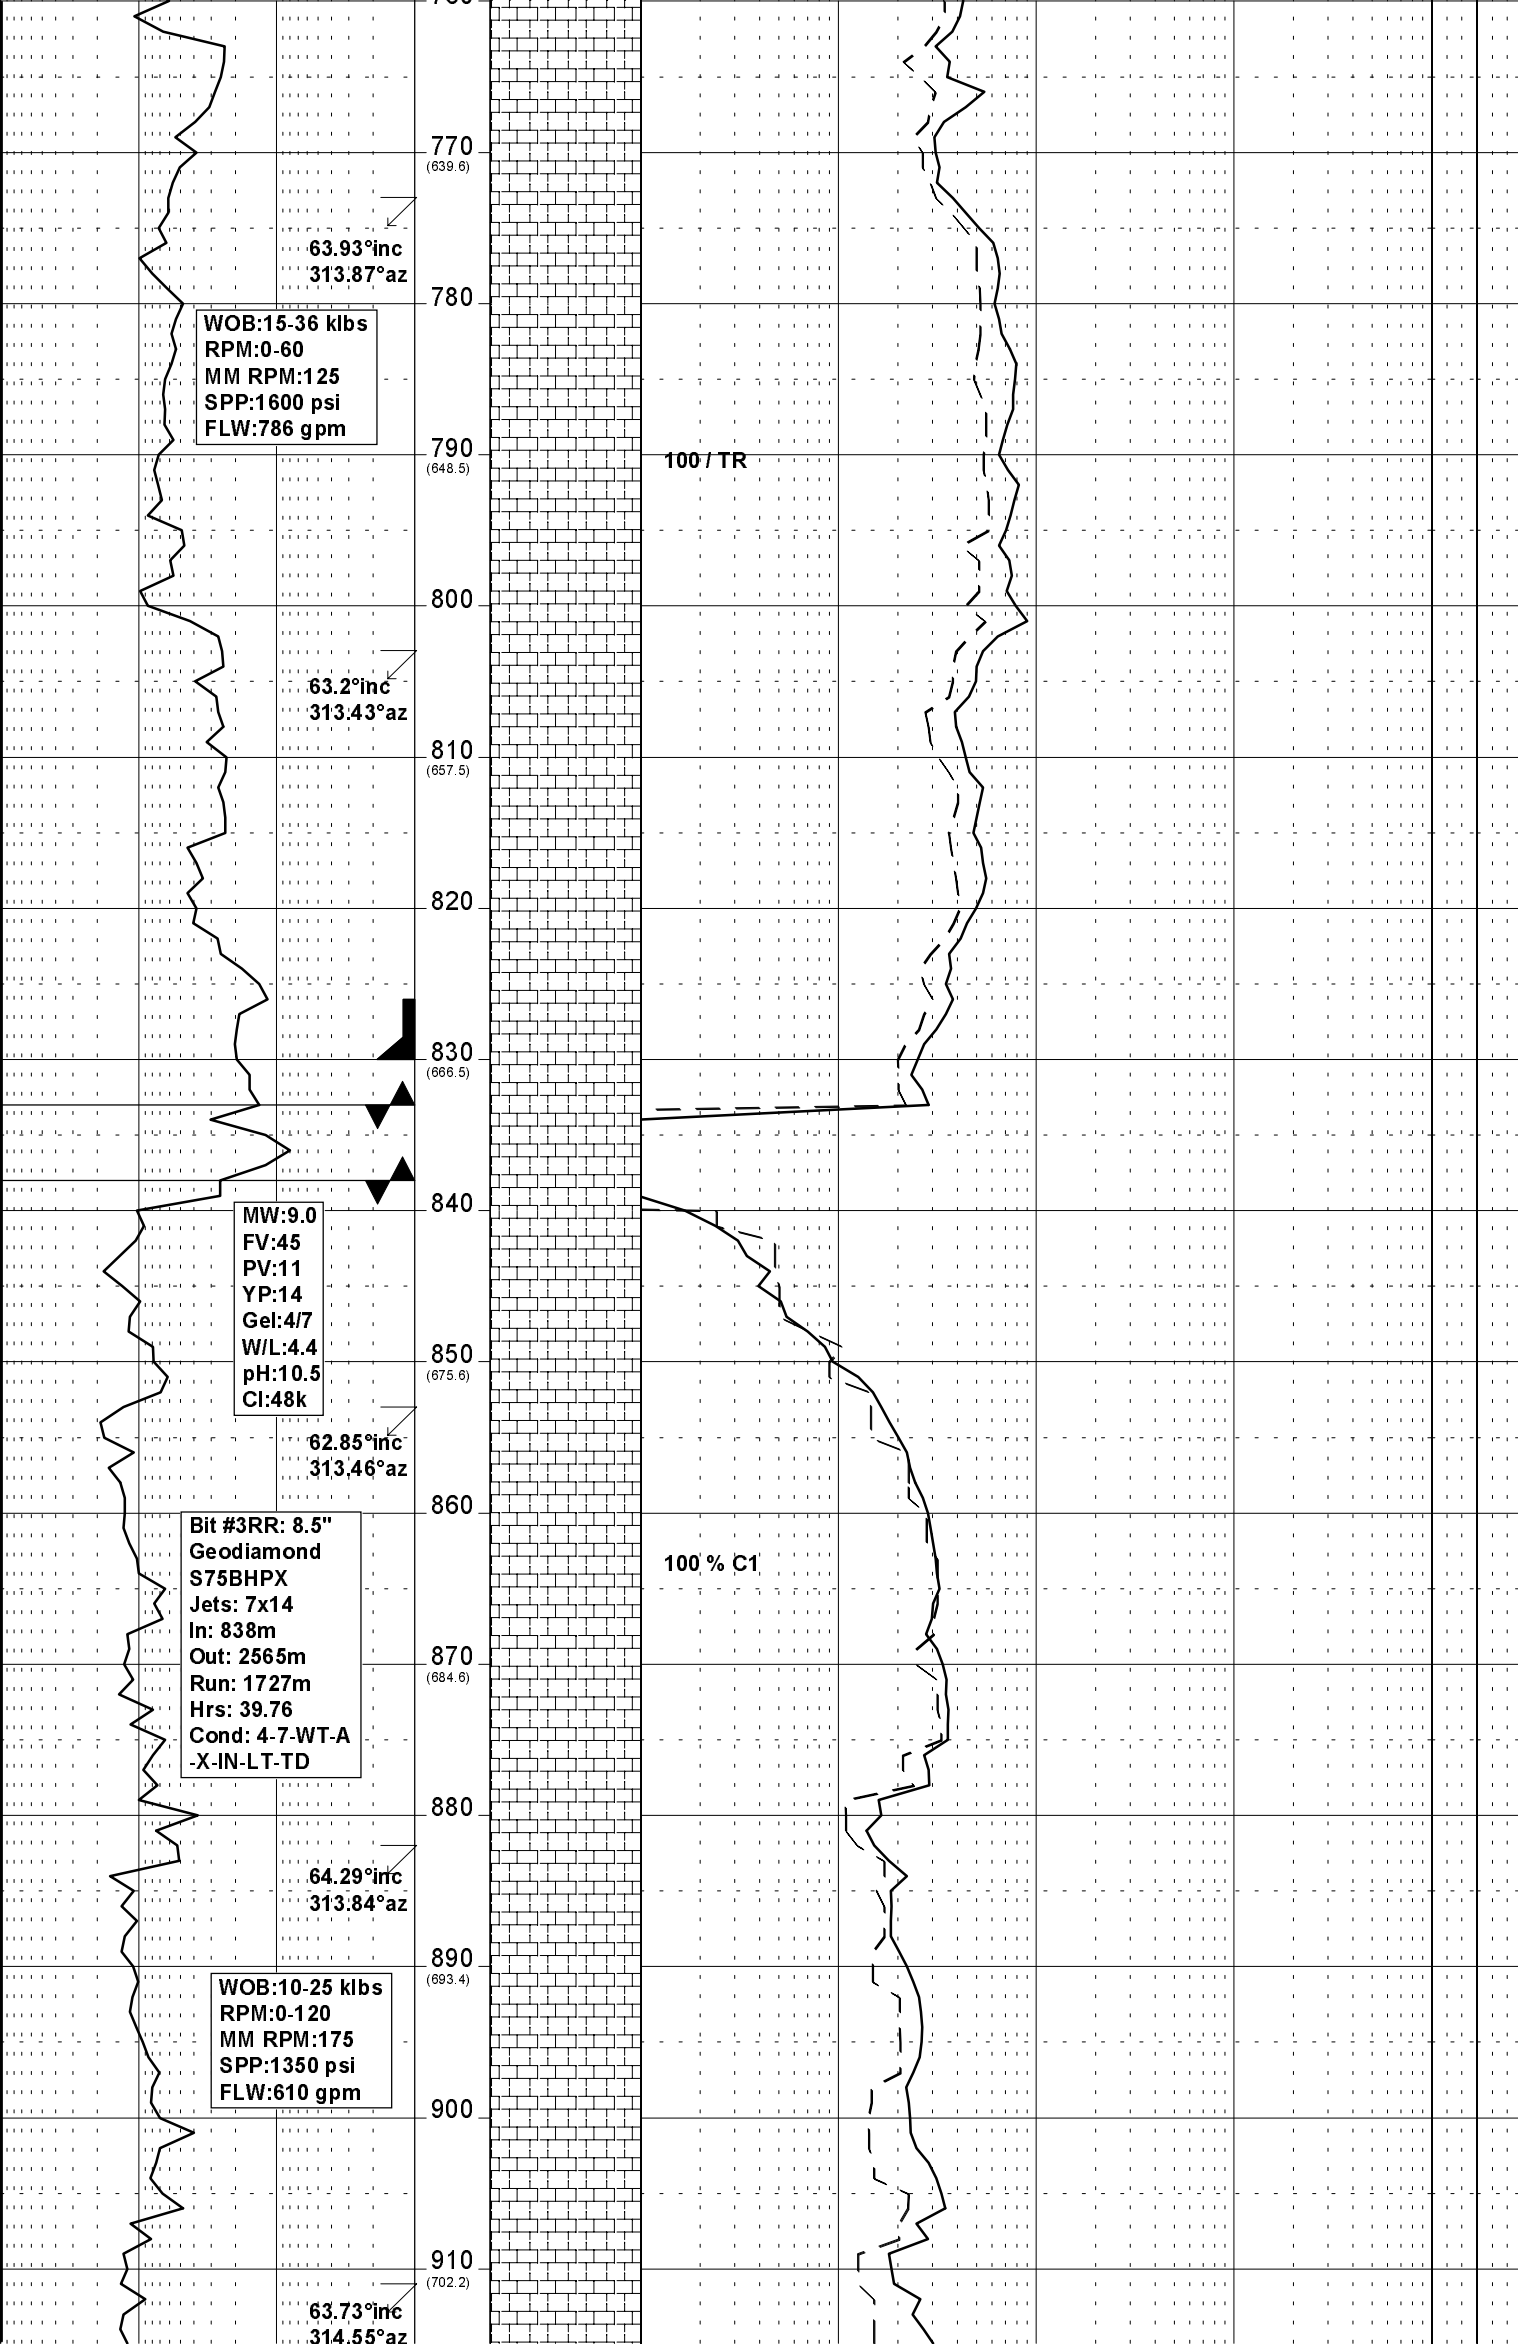 770
(639.6)
63.93°inc
313.87°az
780
WOB:15-36 klbs
RPM:0-60
MM RPM:125
SPP:1600 psi
FLW:786 gpm
790
(648.5)
100 / TR
800
63.2°inc
313.43°az
810
(657.5)
820
830
(666.5)
840
MW:9.0
FV:45
PV:11
YP:14
Gel:4/7
W/L:4.4
pH:10.5
Cl:48k
850
(675.6)
62.85°inc
313.46°az
860
Bit #3RR: 8.5"
Geodiamond
S75BHPX
Jets: 7x14
In: 838m
Out: 2565m
Run: 1727m
Hrs: 39.76
Cond: 4-7-WT-A
-X-IN-LT-TD
100 % C1
870
(684.6)
880
64.29°inc
313.84°az
890
(693.4)
WOB:10-25 klbs
RPM:0-120
MM RPM:175
SPP:1350 psi
FLW:610 gpm
900
910
(702.2)
63.73°inc
314.55°az